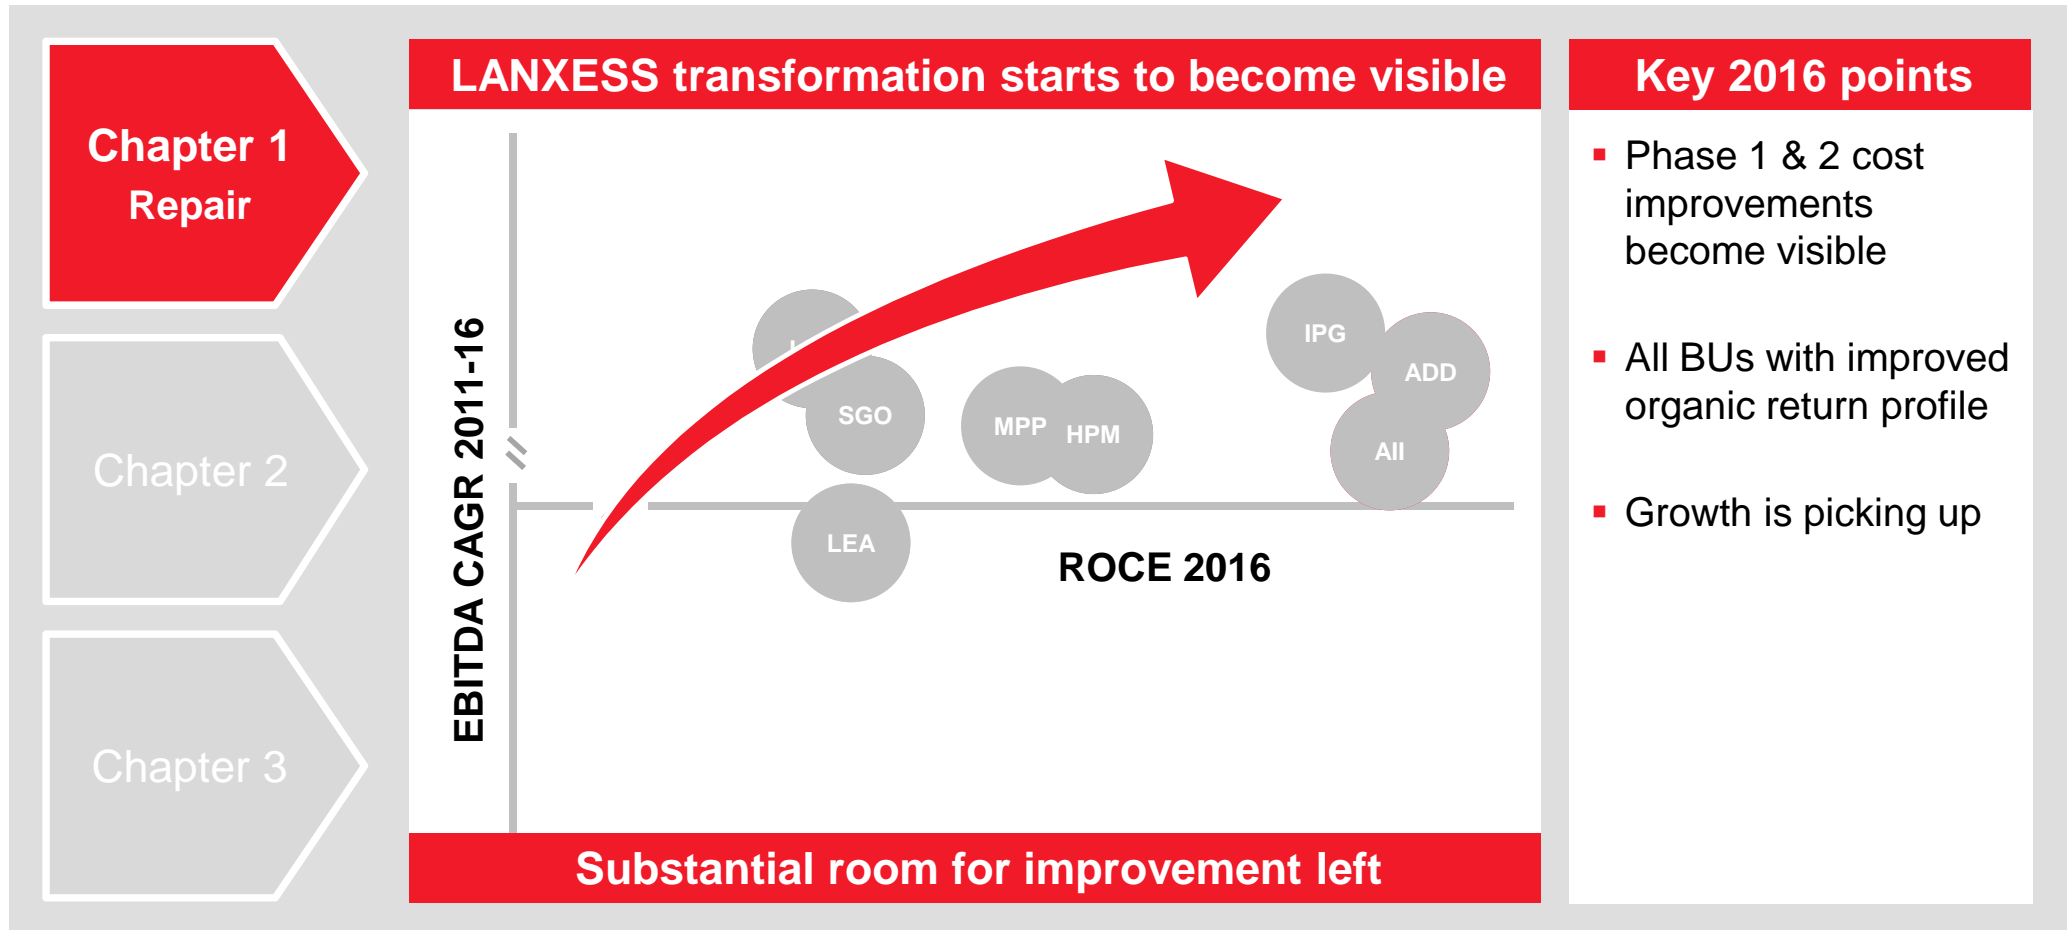 Chapter 1
Repair
Chapter 2
Chapter 3
LANXESS transformation starts to become visible
EBITDA CAGR 2011-16
SGO
MPP
HPM
IPG
ADD
AII
LEA
ROCE 2016
Substantial room for improvement left
Key 2016 points
▪ Phase 1 & 2 cost
improvements
become visible
▪ All BUs with improved
organic return profile
▪ Growth is picking up